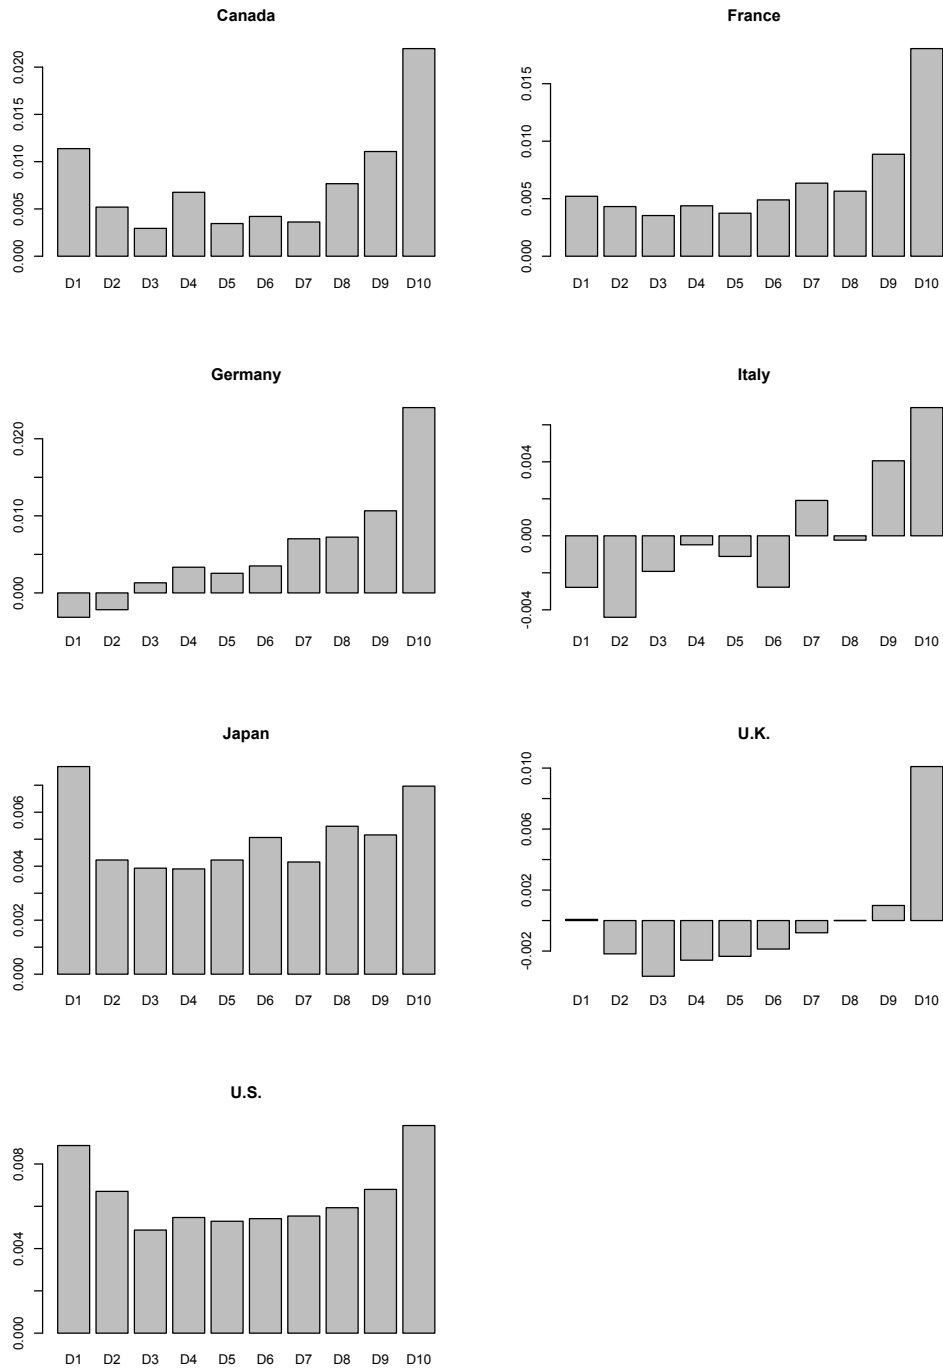 Canada
0.000 0.005 0.010 0.015 0.020
D1 D2 D3 D4 D5 D6 D7 D8 D9 D10
France
0.000 0.005 0.010 0.015
D1 D2 D3 D4 D5 D6 D7 D8 D9 D10
Germany
0.000 0.010 0.020
D1 D2 D3 D4 D5 D6 D7 D8 D9 D10
Italy
-0.004 0.000 0.004
D1 D2 D3 D4 D5 D6 D7 D8 D9 D10
Japan
0.000 0.002 0.004 0.006
D1 D2 D3 D4 D5 D6 D7 D8 D9 D10
U.K.
-0.002 0.002 0.006 0.010
D1 D2 D3 D4 D5 D6 D7 D8 D9 D10
U.S.
0.000 0.004 0.008
D1 D2 D3 D4 D5 D6 D7 D8 D9 D10